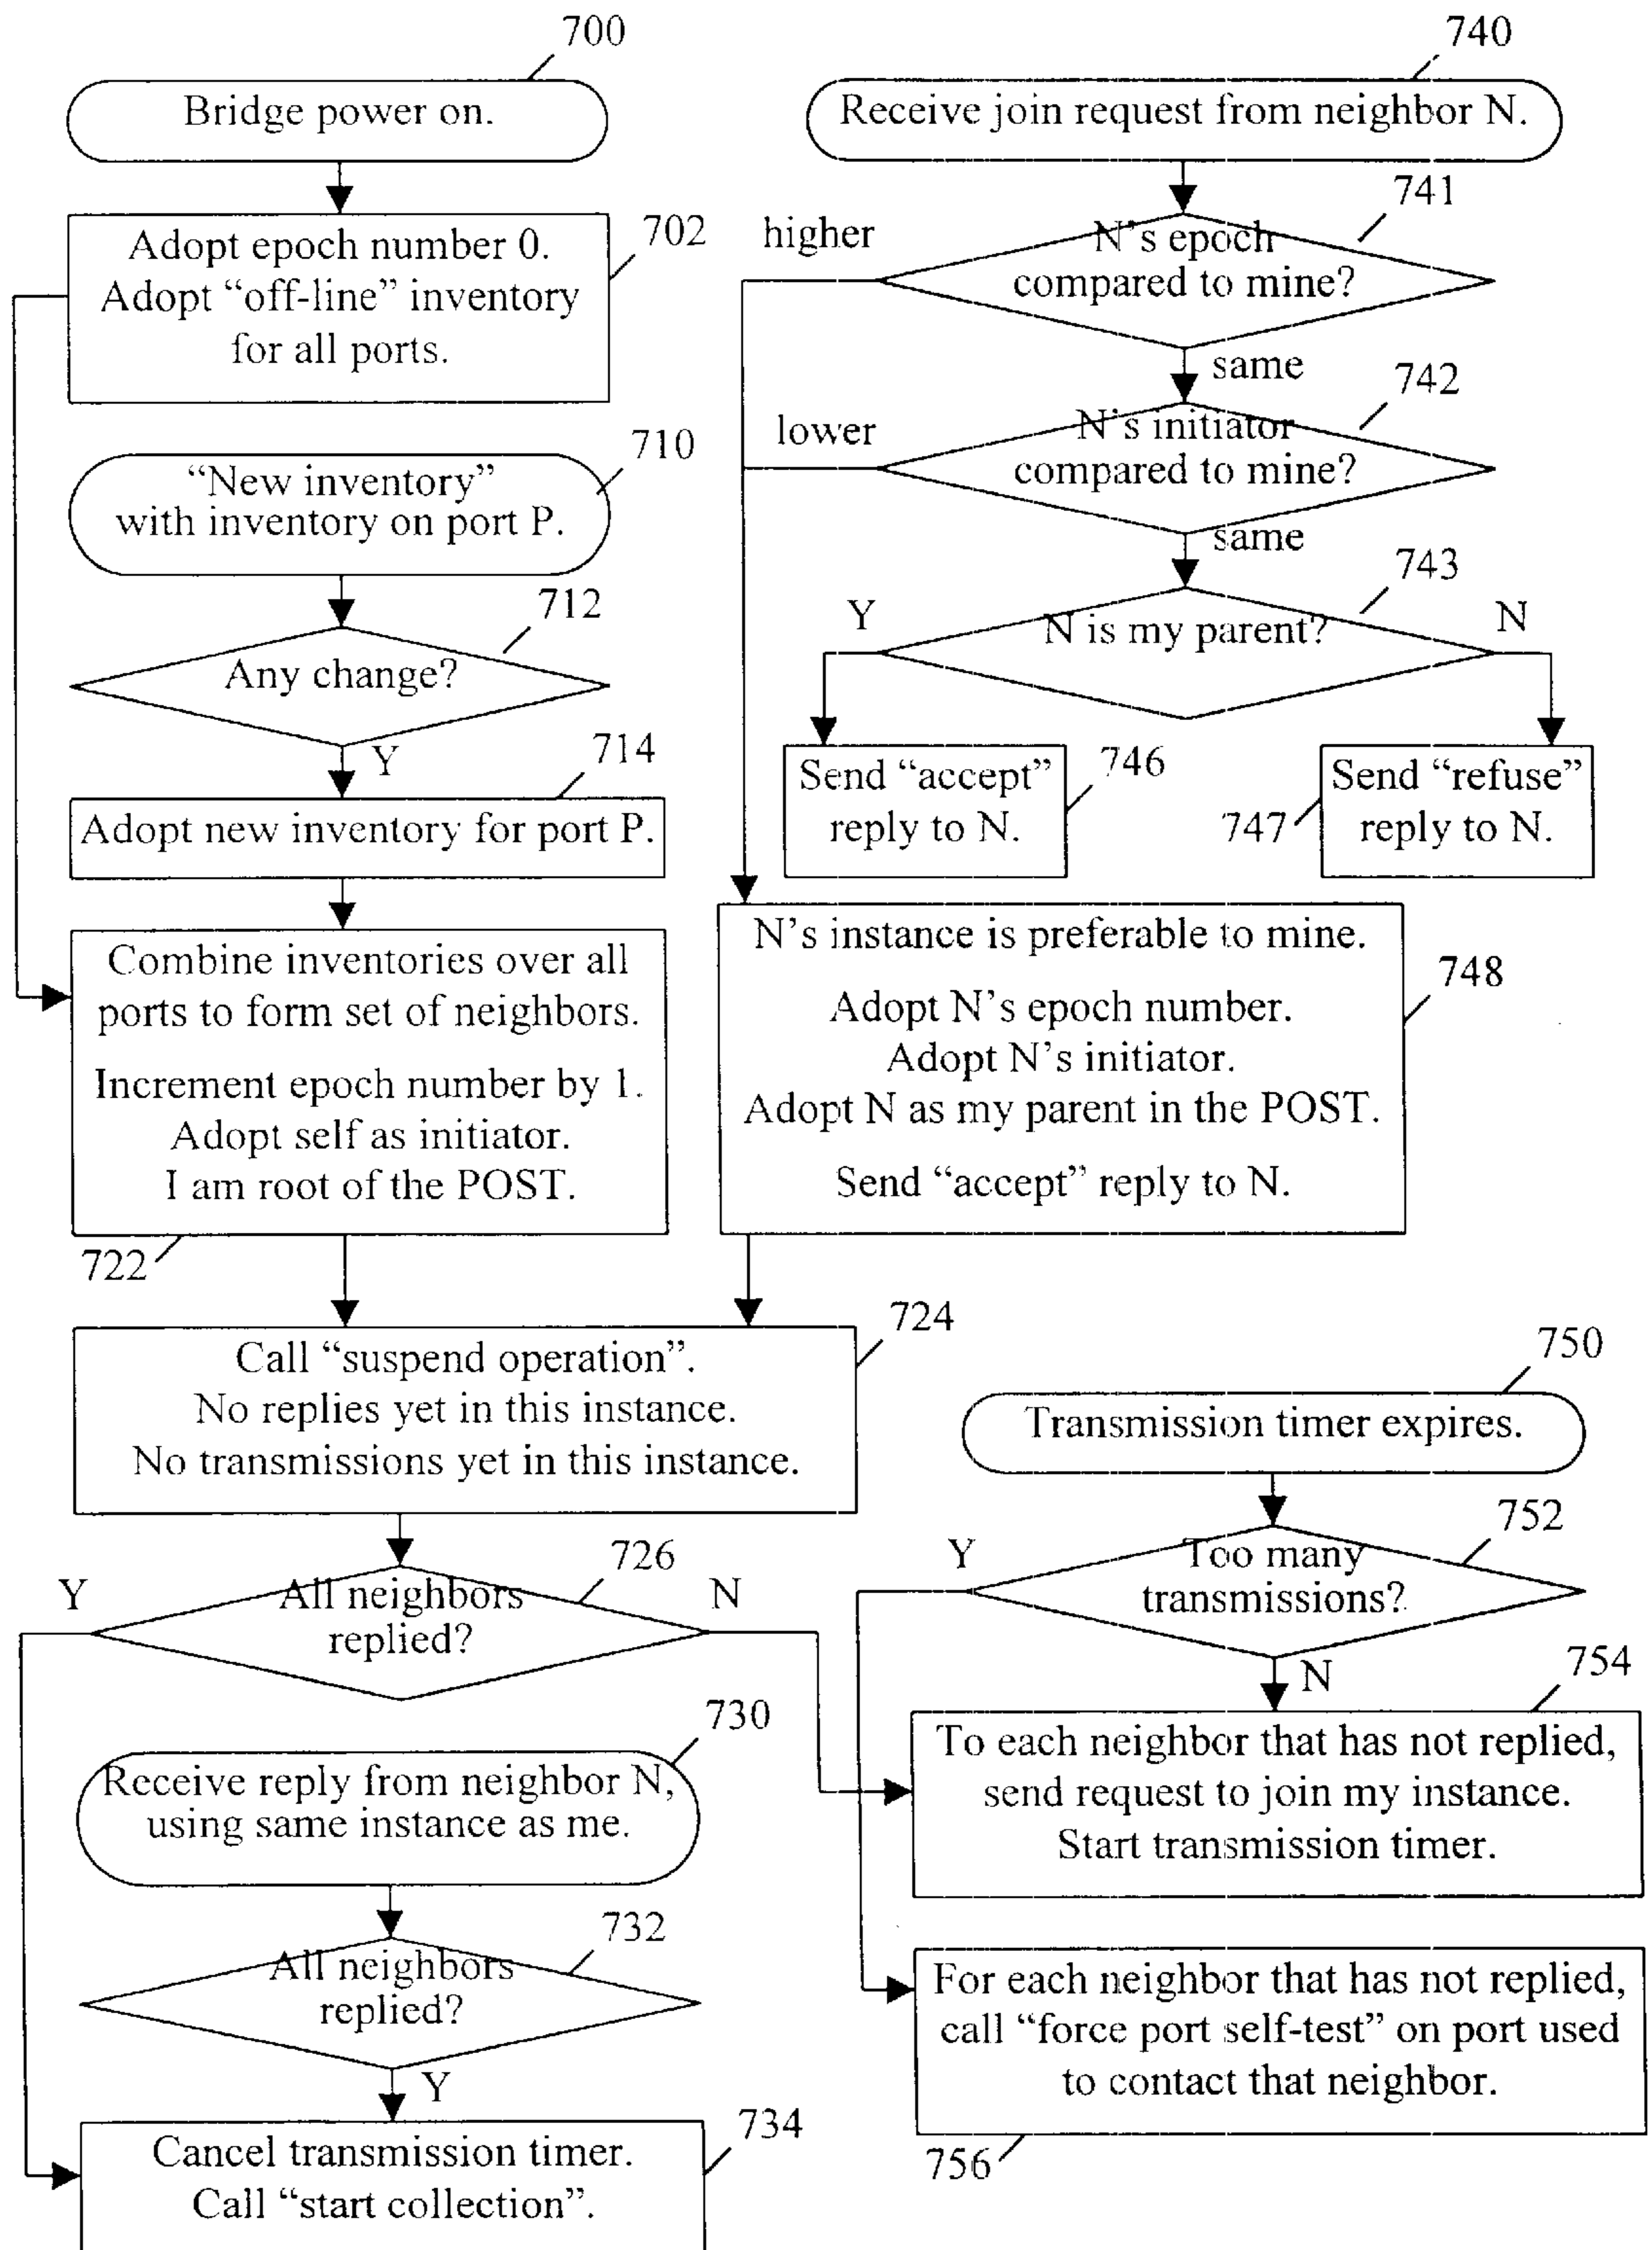 700
Bridge power on.
702
Adopt epoch number 0.
Adopt “off-line” inventory
for all ports.
710
“New inventory”
with inventory on port P.
712
Any change?
Y
714
Adopt new inventory for port P.
Combine inventories over all
ports to form set of neighbors.
Increment epoch number by 1.
Adopt self as initiator.
I am root of the POST.
722
740
Receive join request from neighbor N.
741
higher
N’s epoch
compared to mine?
same
742
lower
N’s initiator
compared to mine?
same
743
Y
N is my parent?
N
Send “accept”
reply to N.
746
Send “refuse”
reply to N.
747
N’s instance is preferable to mine.
748
Adopt N’s epoch number.
Adopt N’s initiator.
Adopt N as my parent in the POST.
Send “accept” reply to N.
724
Call “suspend operation”.
No replies yet in this instance.
No transmissions yet in this instance.
726
Y
All neighbors
replied?
N
730
Receive reply from neighbor N,
using same instance as me.
732
All neighbors
replied?
Y
734
Cancel transmission timer.
Call “start collection”.
750
Transmission timer expires.
752
Y
Too many
transmissions?
N
754
To each neighbor that has not replied,
send request to join my instance.
Start transmission timer.
For each neighbor that has not replied,
call “force port self-test” on port used
to contact that neighbor.
756